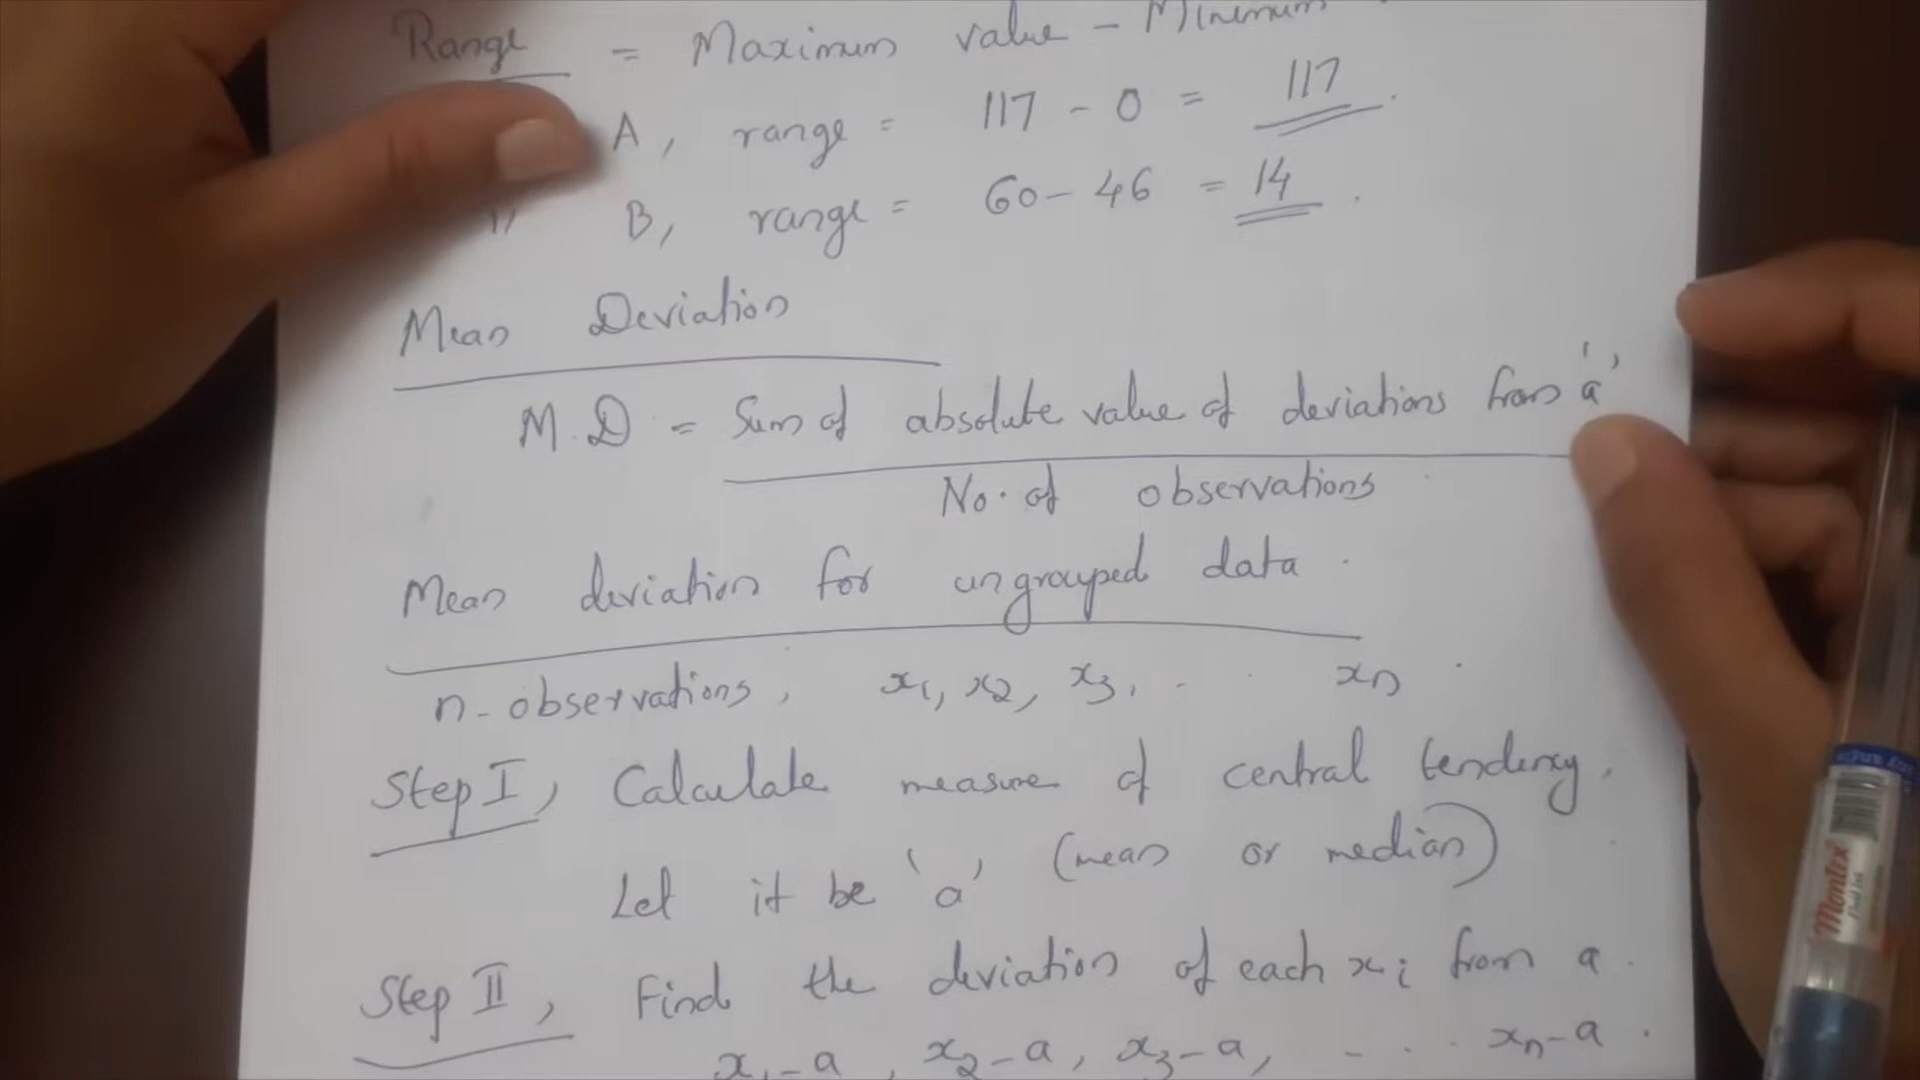 Range = Maximum value - Minimum
A, range = 117 - 0 = 117.
" B, range = 60 - 46 = 14.
Mean Deviation
M.D = Sum of absolute value of deviations from 'a'
No. of observations
Mean deviation for ungrouped data.
n-observations, x1, x2, x3, . . . xn.
Step I, Calculate measure of central tendency.
Let it be 'a' (mean or median)
Step II, Find the deviation of each xi from a.
x1-a, x2-a, x3-a, - . . xn-a.
Montex